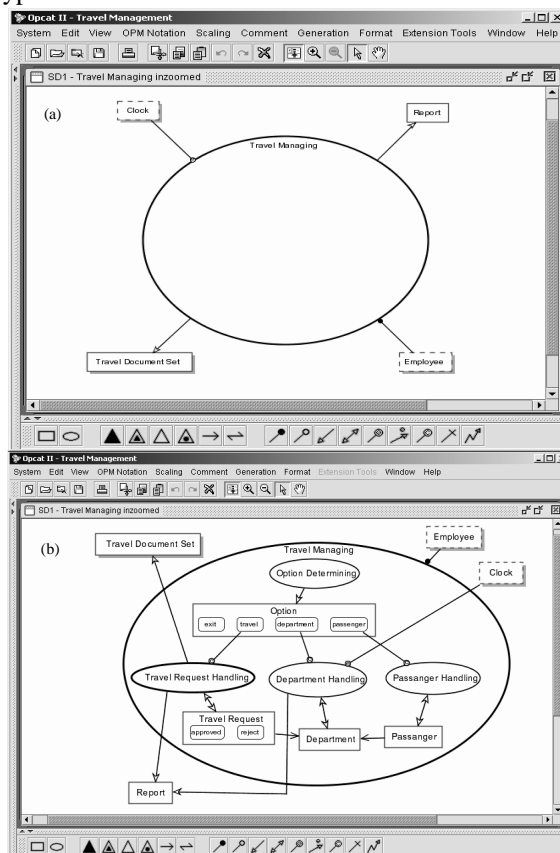 Opcat II - Travel Management
System Edit View OPM Notation Scaling Comment Generation Format Extension Tools Window Help
SD1 - Travel Managing inzoomed
(a)
Clock
Report
Travel Managing
Travel Document Set
Employee
Opcat II - Travel Management
System Edit View OPM Notation Scaling Comment Generation Format Extension Tools Window Help
SD1 - Travel Managing inzoomed
(b)
Travel Document Set
Employee
Travel Managing
Clock
Option Determining
Option
exit travel department passenger
Travel Request Handling Department Handling Passanger Handling
Travel Request
approved reject
Department
Passanger
Report